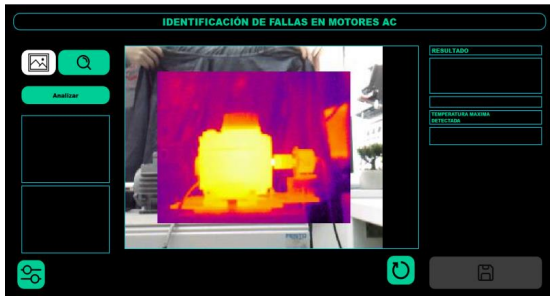 IDENTIFICACIÓN DE FALLAS EN MOTORES AC
Analizar
RESULTADO
TEMPERATURA MAXIMA
DETECTADA